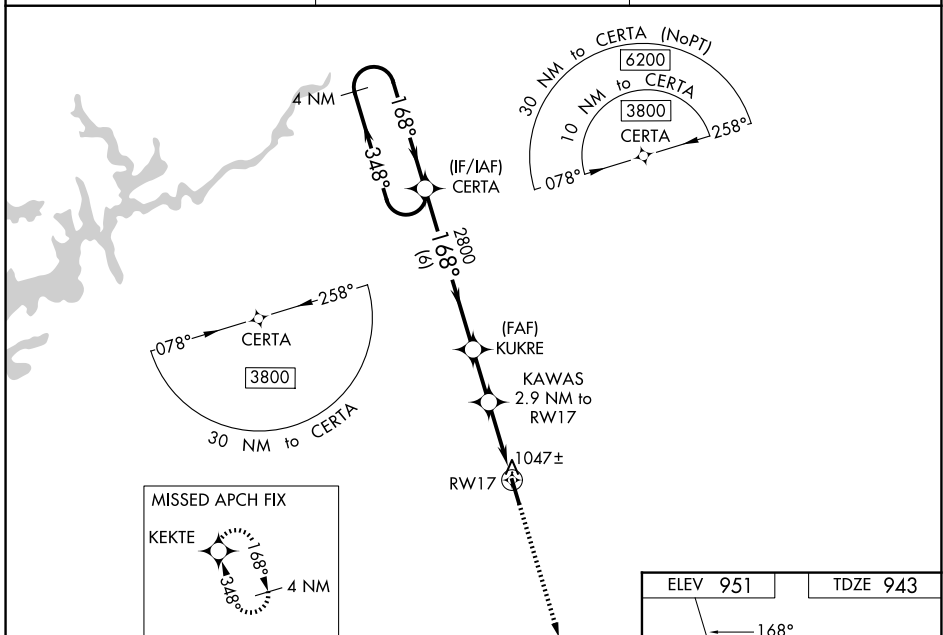 30 NM to CERTA (NoPT)
6200
10 NM to CERTA
3800
CERTA
078°
258°
4 NM
168°
348°
(IF/IAF)
CERTA
2800
168°
(6)
078°
258°
CERTA
3800
30 NM to CERTA
(FAF)
KUKRE
KAWAS
2.9 NM to
RW17
1047±
RW17
MISSED APCH FIX
KEKTE
168°
348°
4 NM
ELEV 951
TDZE 943
168°